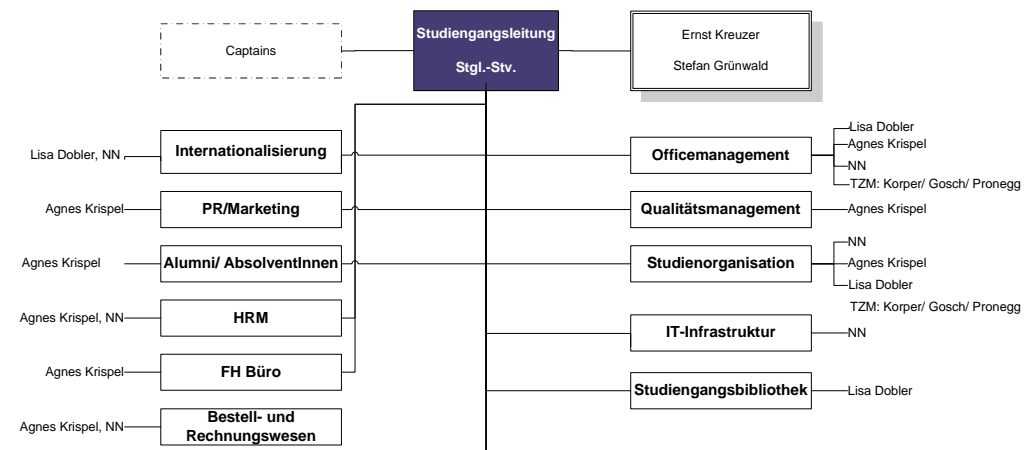 Captains
Studiengangsleitung
Stgl.-Stv.
Ernst Kreuzer
Stefan Grünwald
Lisa Dobler, NN
Internationalisierung
Officemanagement
Lisa Dobler
Agnes Krispel
NN
TZM: Korper/ Gosch/ Pronegg
Agnes Krispel
PR/Marketing
Qualitätsmanagement
Agnes Krispel
Agnes Krispel
Alumni/ AbsolventInnen
Studienorganisation
NN
Agnes Krispel
Lisa Dobler
TZM: Korper/ Gosch/ Pronegg
Agnes Krispel, NN
HRM
IT-Infrastruktur
NN
Agnes Krispel
FH Büro
Studiengangsbibliothek
Lisa Dobler
Agnes Krispel, NN
Bestell- und
Rechnungswesen